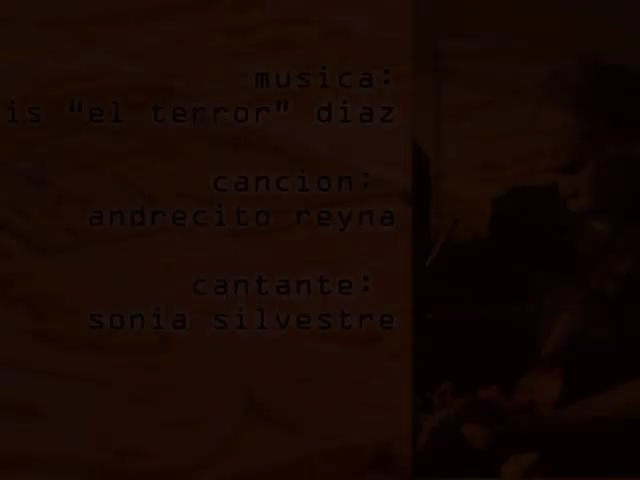 musica:
is "el terror" diaz
cancion:
andrecito reyna
cantante:
sonia silvestre